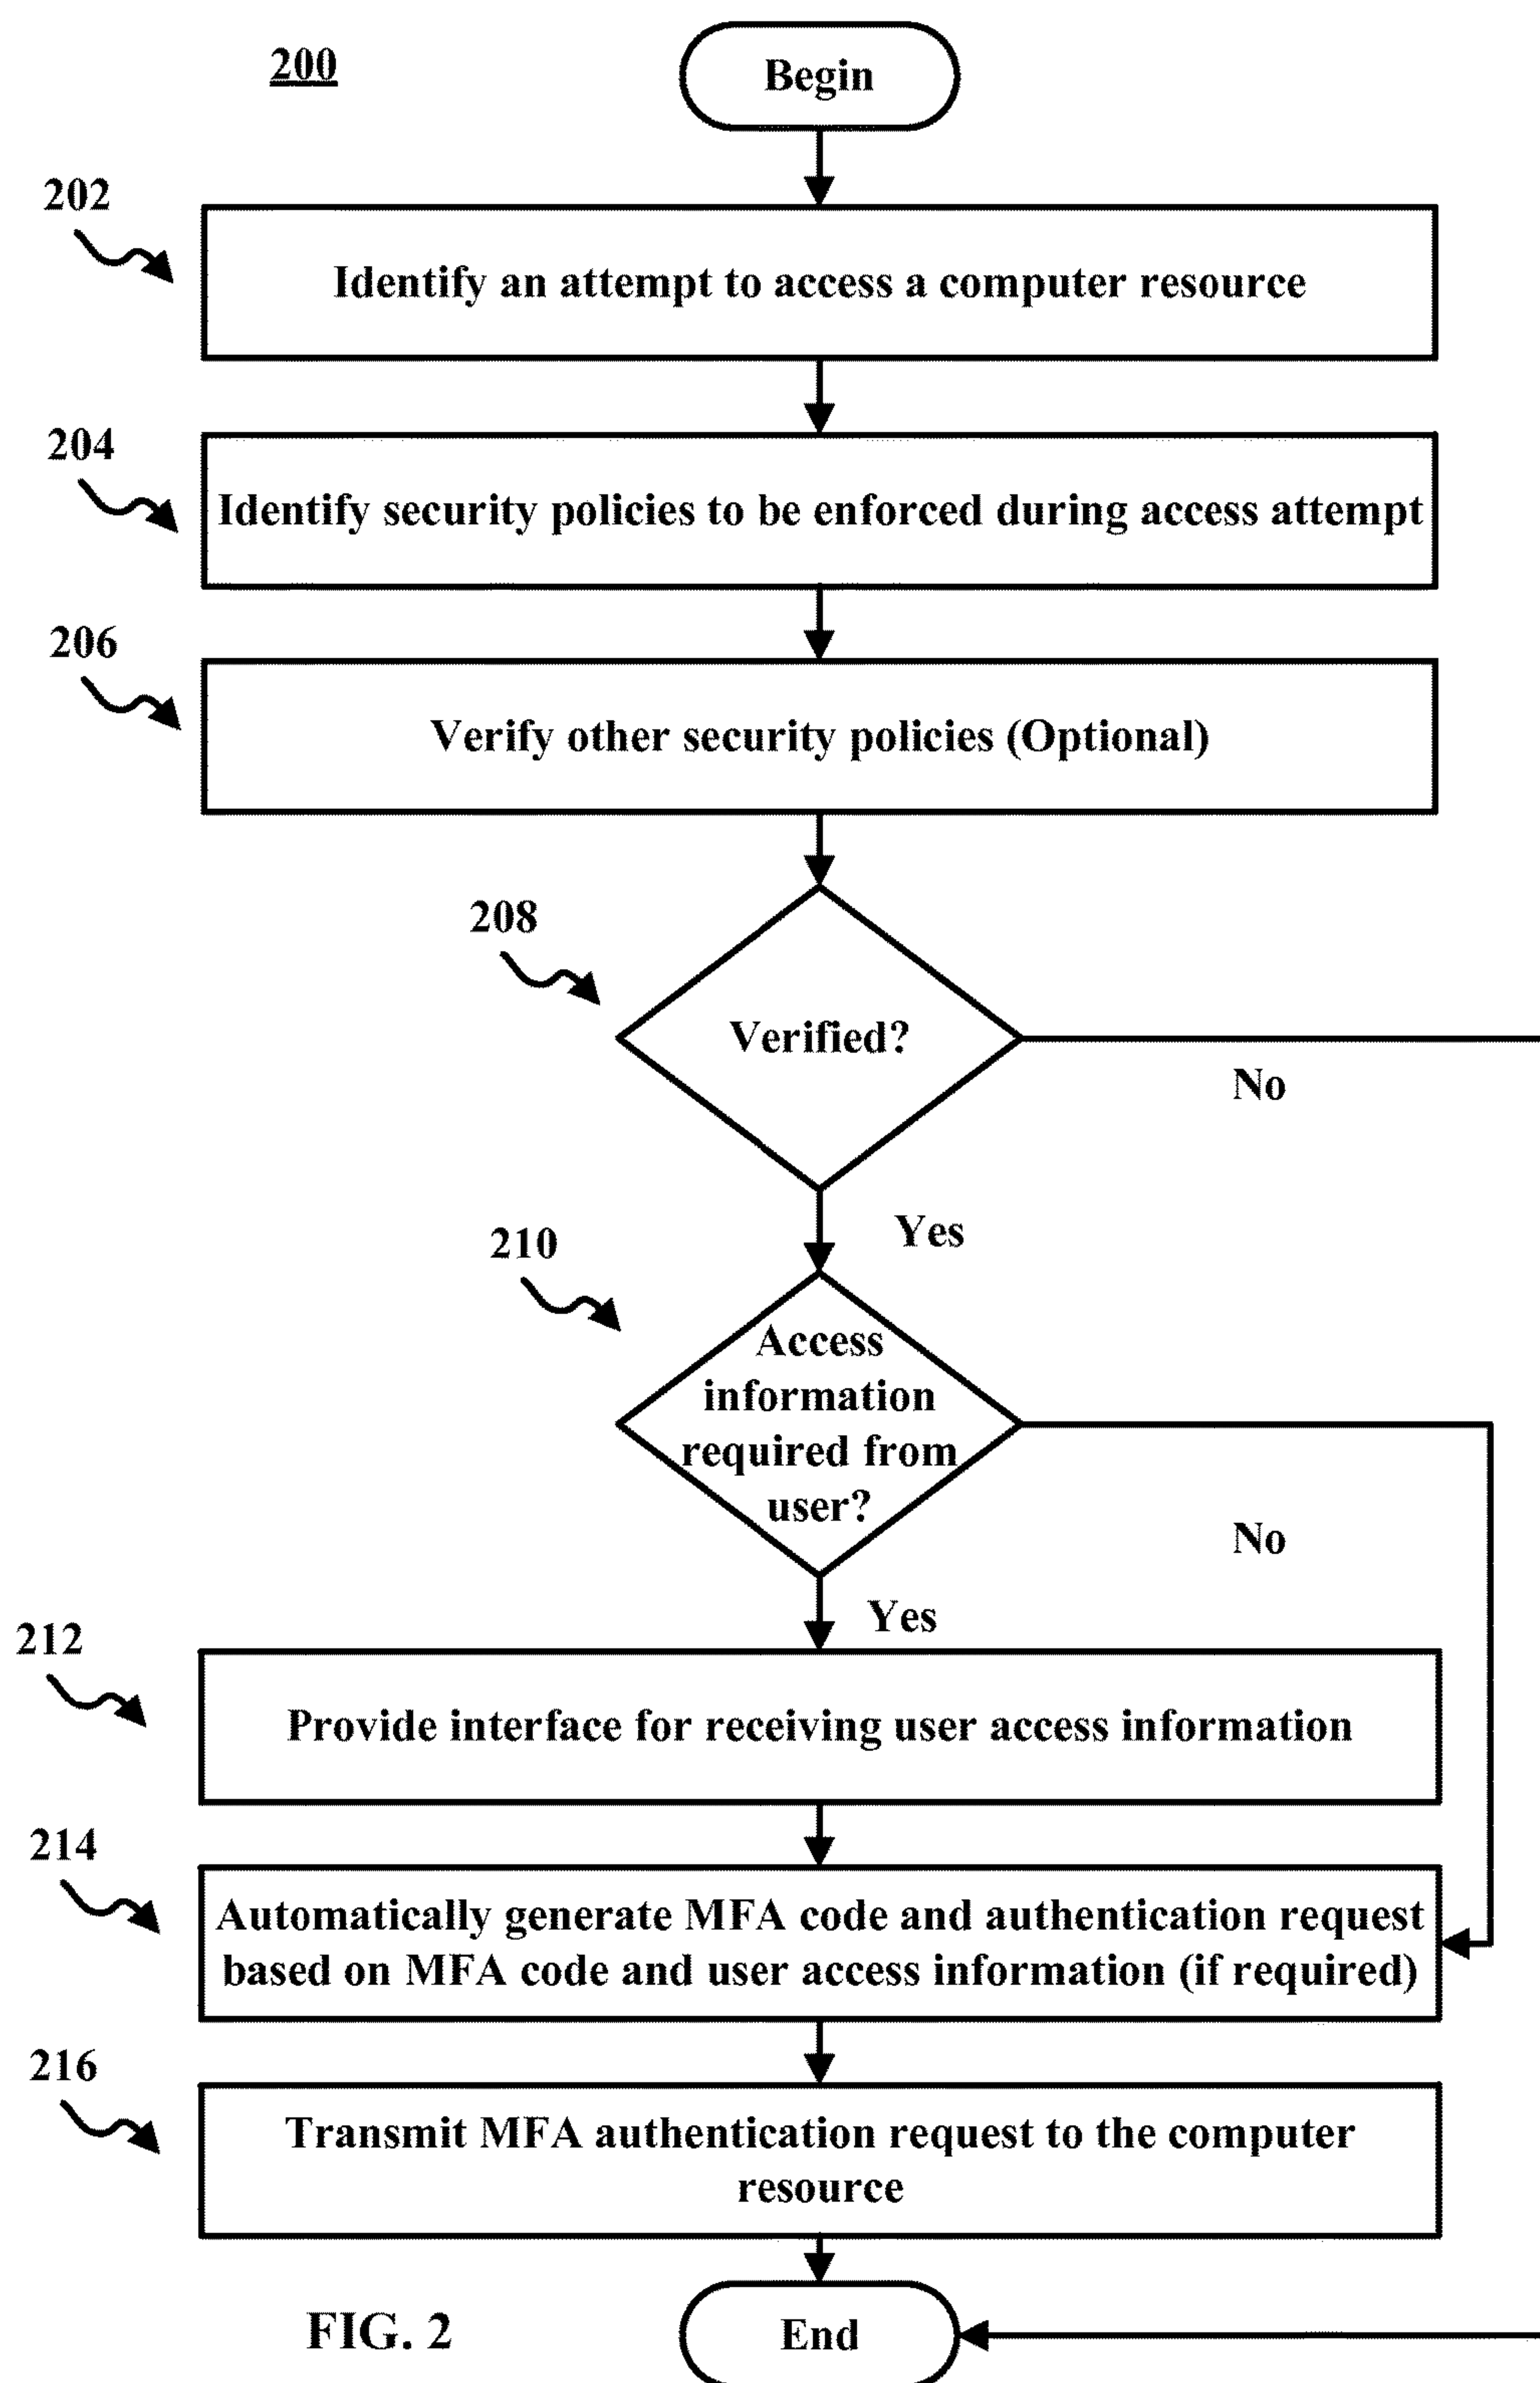 200
Begin
202
Identify an attempt to access a computer resource
204
Identify security policies to be enforced during access attempt
206
Verify other security policies (Optional)
208
Verified?
No
Yes
210
Access
information
required from
user?
No
Yes
212
Provide interface for receiving user access information
214
Automatically generate MFA code and authentication request
based on MFA code and user access information (if required)
216
Transmit MFA authentication request to the computer
resource
FIG. 2
End